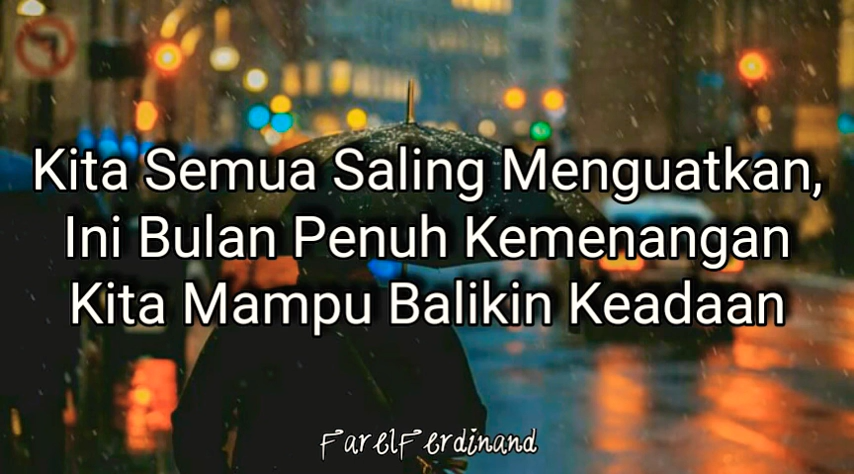 Kita Semua Saling Menguatkan,
Ini Bulan Penuh Kemenangan
Kita Mampu Balikin Keadaan
FarelFerdinand